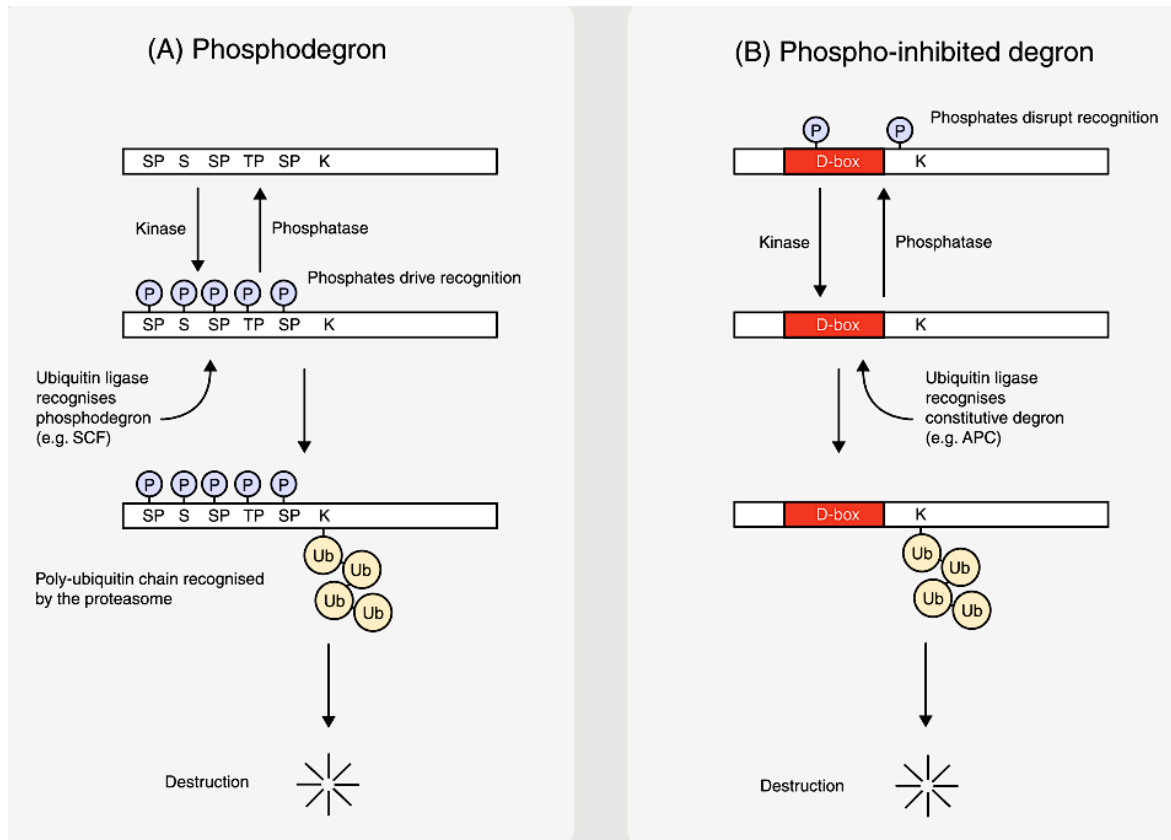 (A) Phosphodegron
SP S SP TP SP K
Kinase
Phosphatase
Phosphates drive recognition
P P P P P
SP S SP TP SP K
Ubiquitin ligase
recognises
phosphodegron
(e.g. SCF)
P P P P P
SP S SP TP SP K
Ub
Ub
Ub
Ub
Poly-ubiquitin chain recognised
by the proteasome
Destruction
(B) Phospho-inhibited degron
Phosphates disrupt recognition
P P
D-box K
Kinase
Phosphatase
D-box K
Ubiquitin ligase
recognises
constitutive degron
(e.g. APC)
D-box K
Ub
Ub
Ub
Ub
Destruction